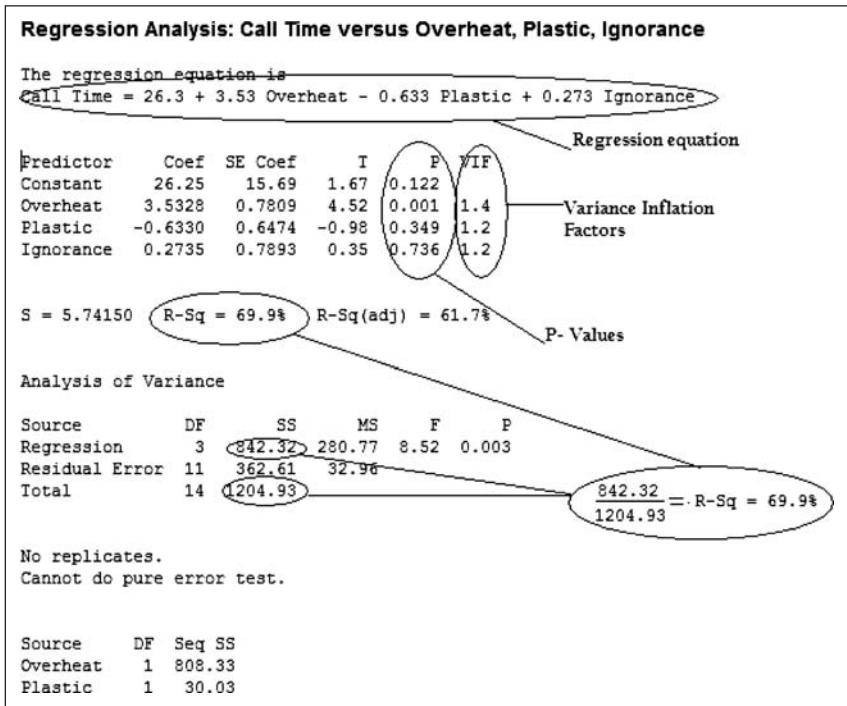 Regression Analysis: Call Time versus Overheat, Plastic, Ignorance
The regression equation is
Call Time = 26.3 + 3.53 Overheat - 0.633 Plastic + 0.273 Ignorance
Regression equation
Predictor Coef SE Coef T P VIF
Constant 26.25 15.69 1.67 0.122
Overheat 3.5328 0.7809 4.52 0.001 1.4
Plastic -0.6330 0.6474 -0.98 0.349 1.2
Ignorance 0.2735 0.7893 0.35 0.736 1.2
Variance Inflation
Factors
S = 5.74150 R-Sq = 69.9% R-Sq(adj) = 61.7%
P- Values
Analysis of Variance
Source DF SS MS F P
Regression 3 842.32 280.77 8.52 0.003
Residual Error 11 362.61 32.96
Total 14 1204.93
842.32
1204.93 = R-Sq = 69.9%
No replicates.
Cannot do pure error test.
Source DF Seq SS
Overheat 1 808.33
Plastic 1 30.03